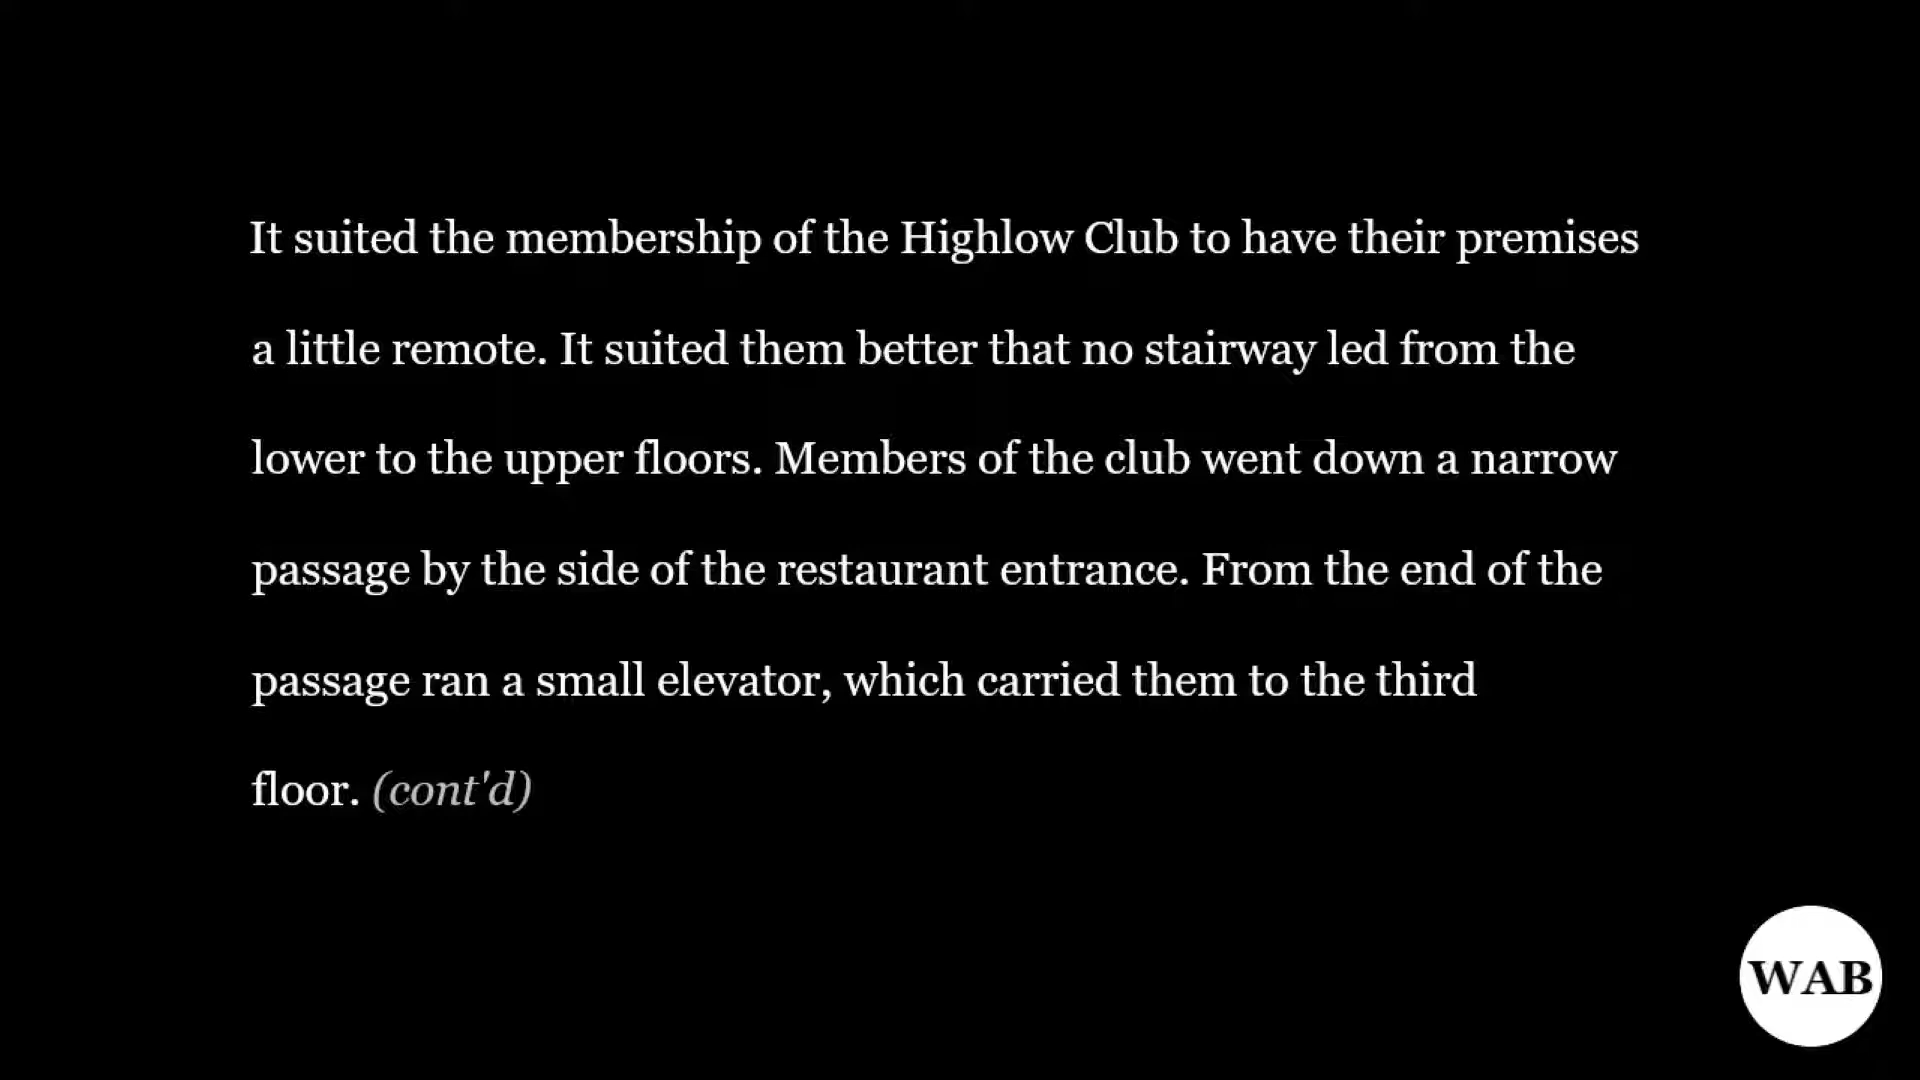 It suited the membership of the Highlow Club to have their premises
a little remote. It suited them better that no stairway led from the
lower to the upper floors. Members of the club went down a narrow
passage by the side of the restaurant entrance. From the end of the
passage ran a small elevator, which carried them to the third
floor. (cont'd)
WAB